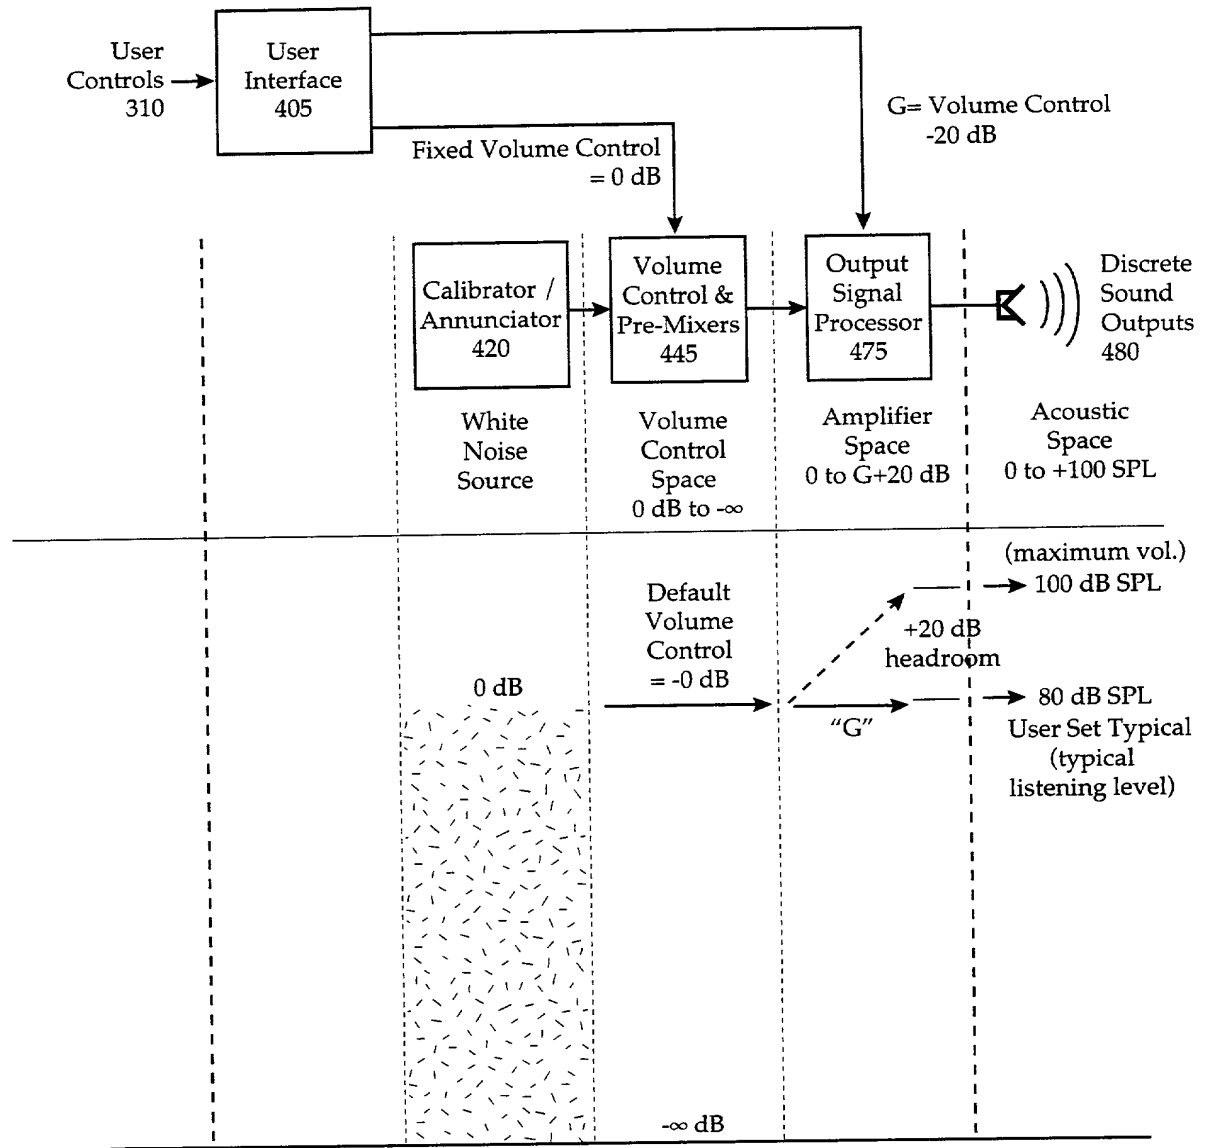 User
Controls
310
User
Interface
405
G= Volume Control
-20 dB
Fixed Volume Control
= 0 dB
Calibrator /
Annunciator
420
Volume
Control &
Pre-Mixers
445
Output
Signal
Processor
475
Discrete
Sound
Outputs
480
White
Noise
Source
Volume
Control
Space
0 dB to -∞
Amplifier
Space
0 to G+20 dB
Acoustic
Space
0 to +100 SPL
(maximum vol.)
100 dB SPL
Default
Volume
Control
= -0 dB
+20 dB
headroom
0 dB
"G"
80 dB SPL
User Set Typical
(typical
listening level)
-∞ dB